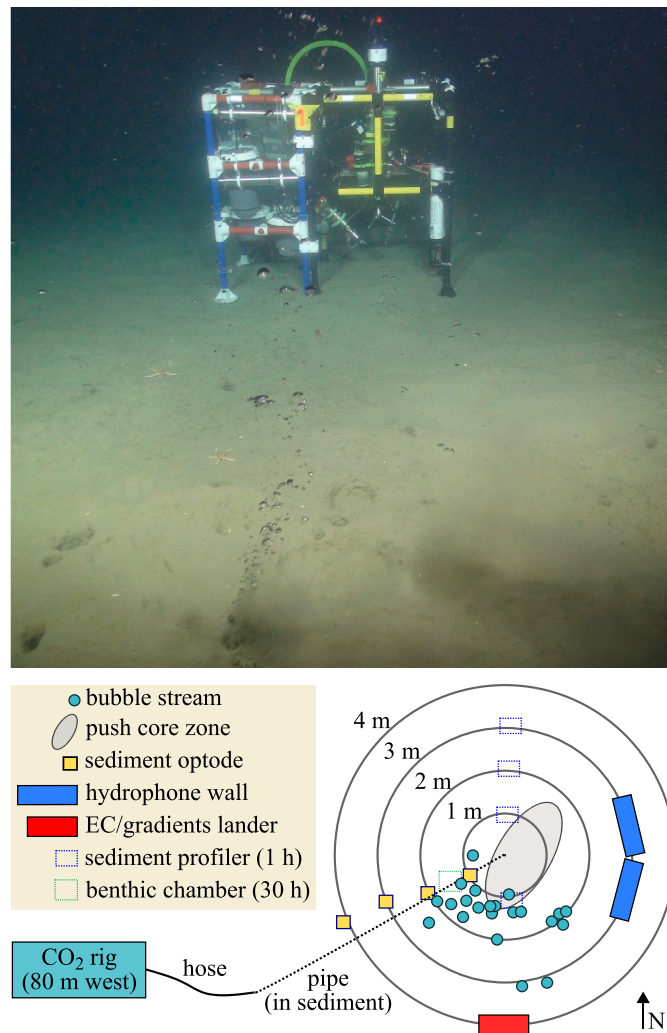 1
bubble stream
push core zone
sediment optode
hydrophone wall
EC/gradients lander
sediment profiler (1 h)
benthic chamber (30 h)
4 m
3 m
2 m
1 m
CO₂ rig
(80 m west)
hose
pipe
(in sediment)
N